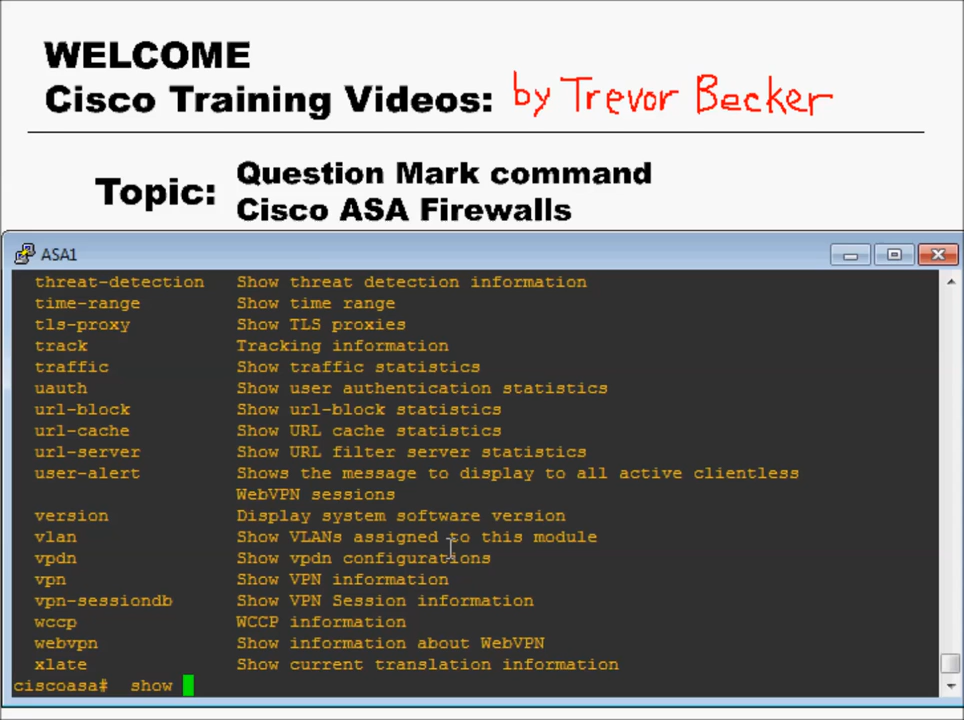 WELCOME
Cisco Training Videos: by Trevor Becker
Topic: Question Mark command
Cisco ASA Firewalls
ASA1
threat-detection Show threat detection information
time-range Show time range
tls-proxy Show TLS proxies
track Tracking information
traffic Show traffic statistics
uauth Show user authentication statistics
url-block Show url-block statistics
url-cache Show URL cache statistics
url-server Show URL filter server statistics
user-alert Shows the message to display to all active clientless
WebVPN sessions
version Display system software version
vlan Show VLANs assigned to this module
vpdn Show vpdn configurations
vpn Show VPN information
vpn-sessiondb Show VPN Session information
wccp WCCP information
webvpn Show information about WebVPN
xlate Show current translation information
ciscoasa# show